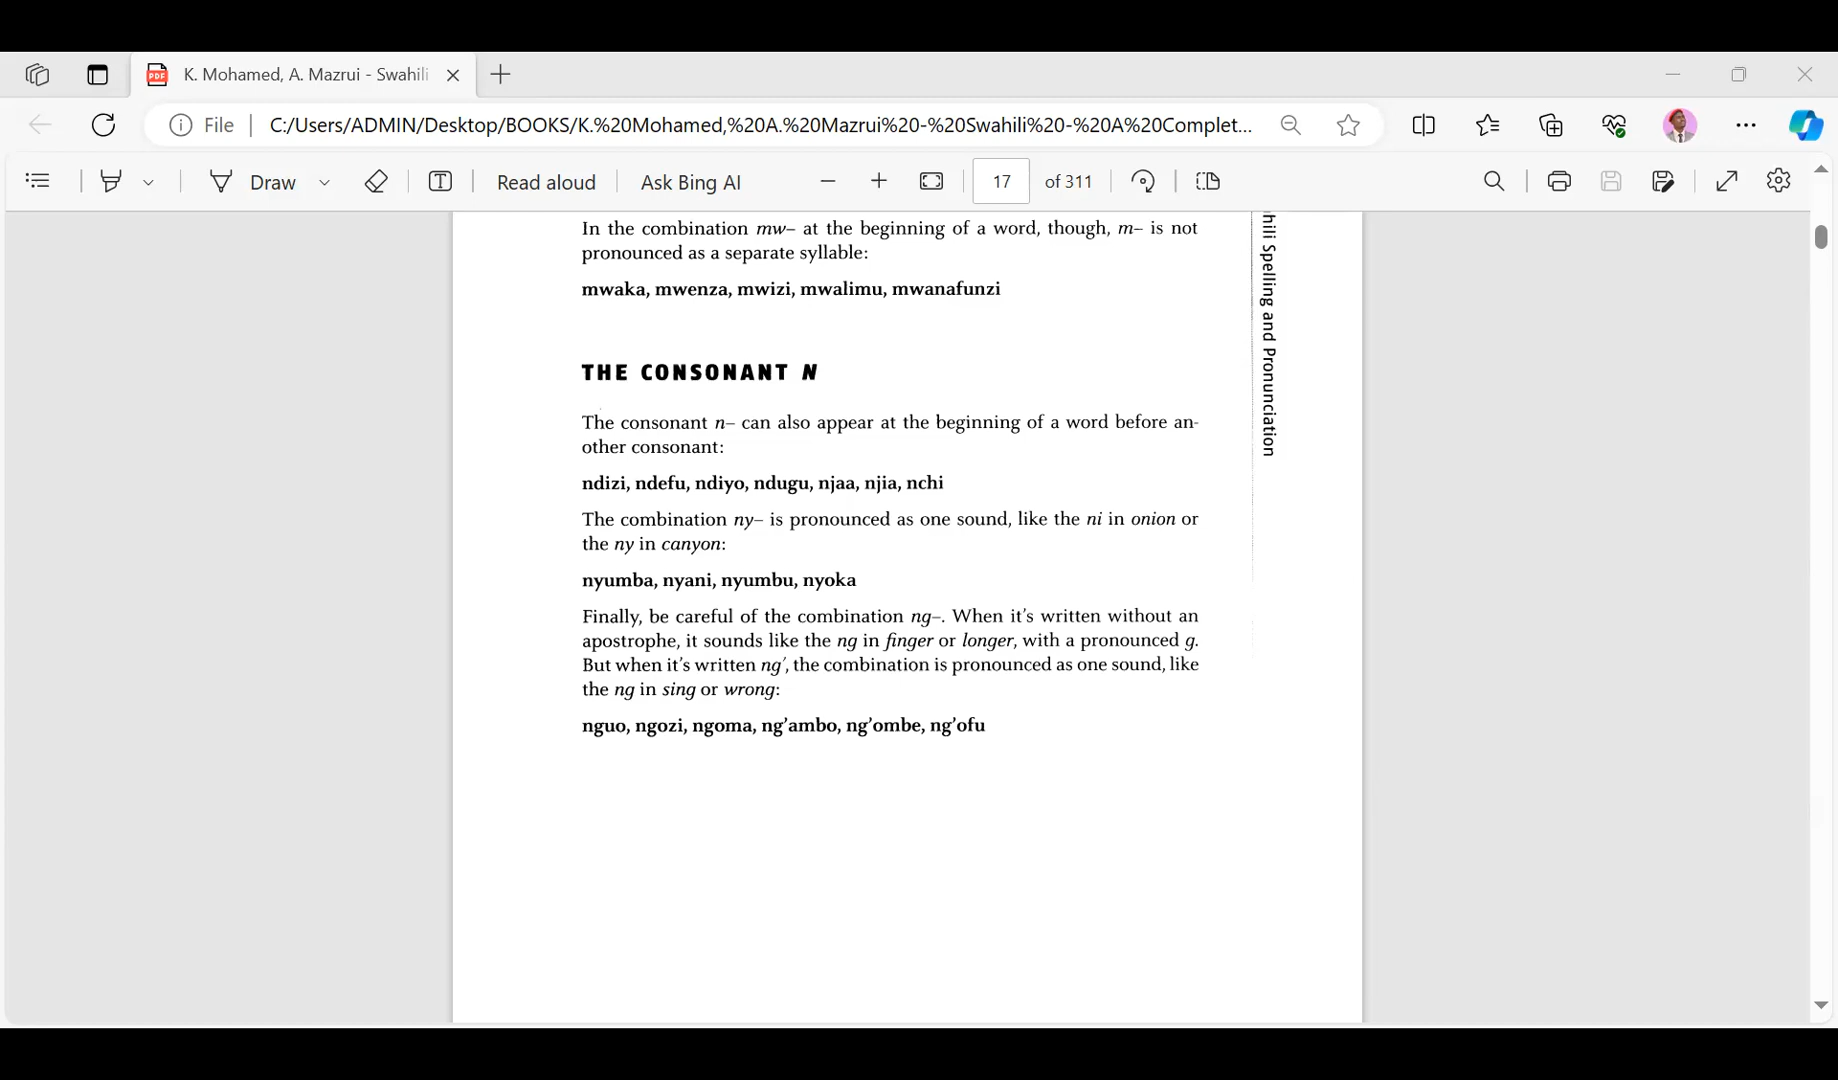 K. Mohamed, A. Mazrui - Swahili
File
C:/Users/ADMIN/Desktop/BOOKS/K.%20Mohamed,%20A.%20Mazrui%20-%20Swahili%20-%20A%20Complet...
Draw
Read aloud
Ask Bing AI
17
of 311
In the combination mw– at the beginning of a word, though, m– is not
pronounced as a separate syllable:
mwaka, mwenza, mwizi, mwalimu, mwanafunzi
THE CONSONANT N
The consonant n– can also appear at the beginning of a word before an-
other consonant:
ndizi, ndefu, ndiyo, ndugu, njaa, njia, nchi
The combination ny– is pronounced as one sound, like the ni in onion or
the ny in canyon:
nyumba, nyani, nyumbu, nyoka
Finally, be careful of the combination ng–. When it’s written without an
apostrophe, it sounds like the ng in finger or longer, with a pronounced g.
But when it’s written ng’, the combination is pronounced as one sound, like
the ng in sing or wrong:
nguo, ngozi, ngoma, ng’ambo, ng’ombe, ng’ofu
hili Spelling and Pronunciation